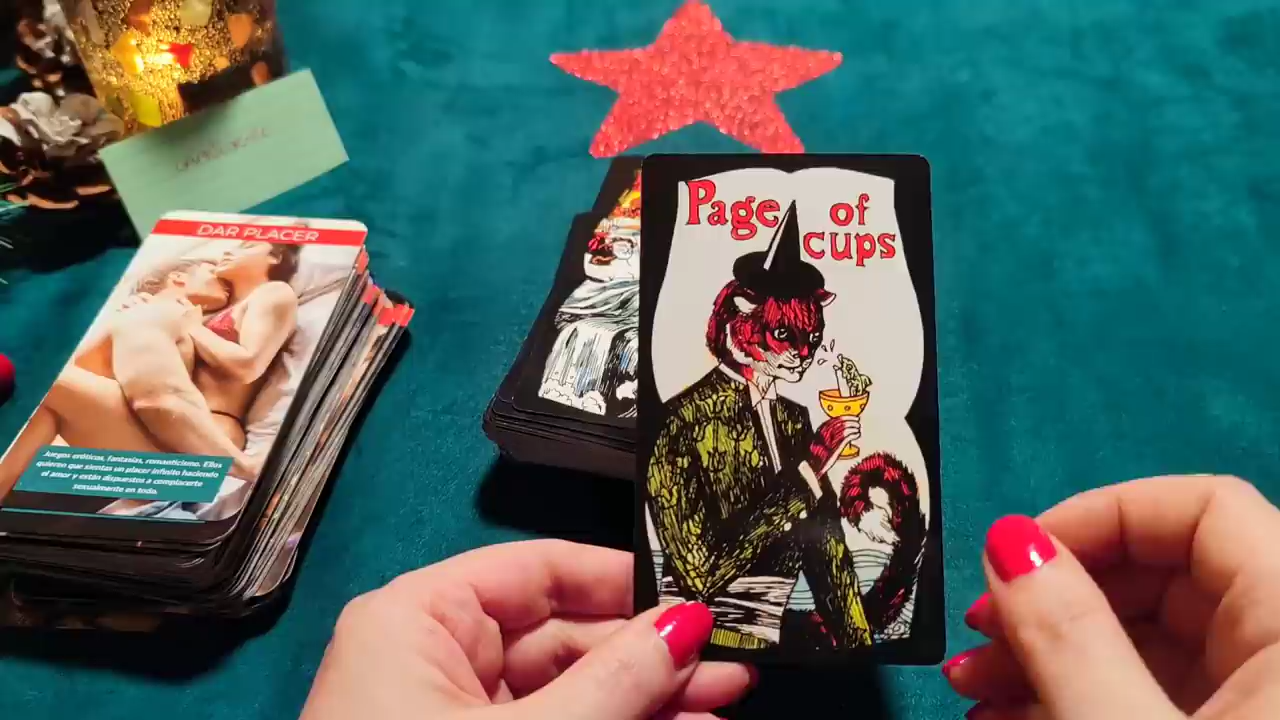 DAR PLACER
Juegos eróticos, fantasías, romanticismo. Ellos
quieren que sientas un placer infinito haciendo
el amor y están dispuestos a complacerte
sexualmente en todo.
Page of
cups